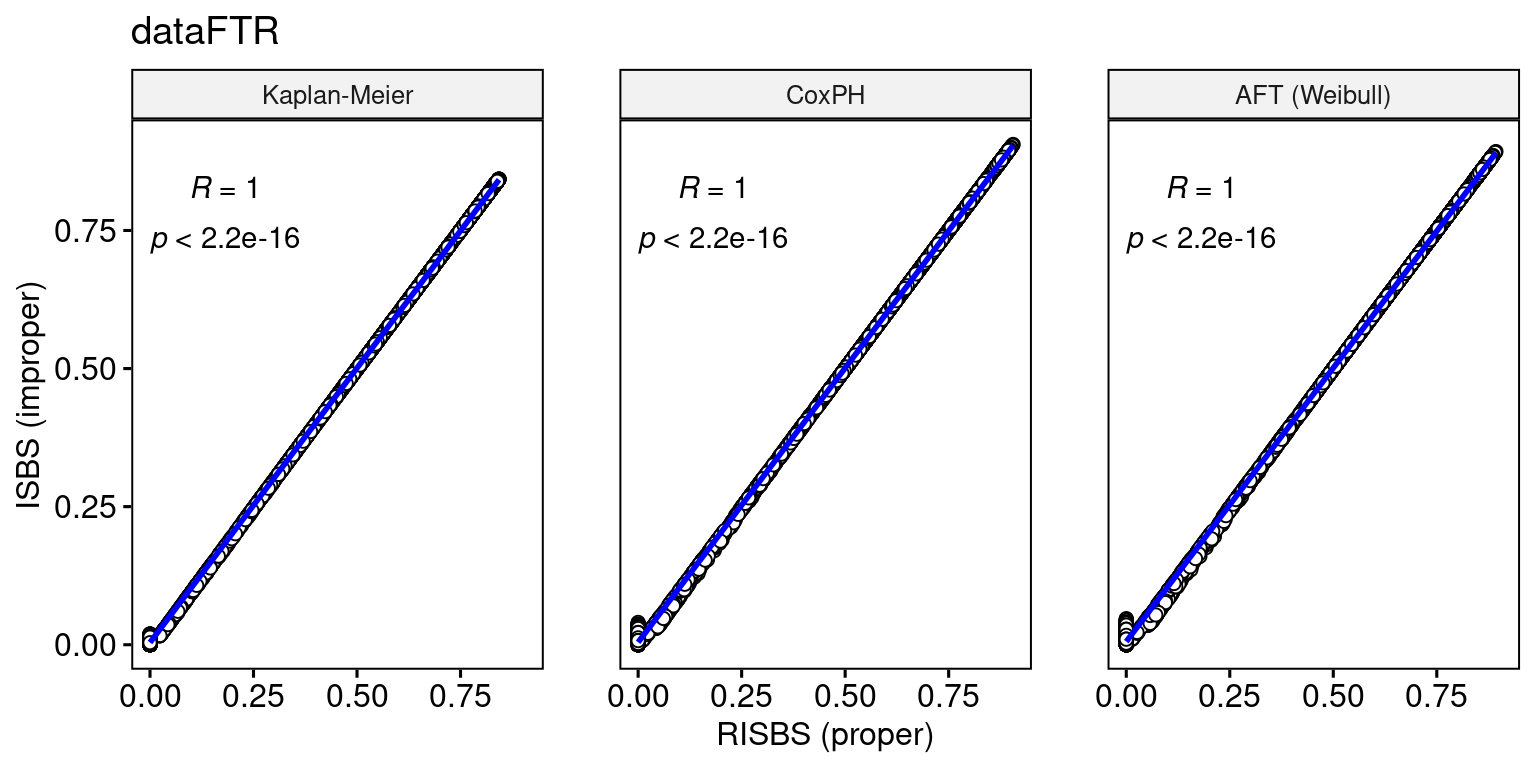 dataFTR
Kaplan-Meier
CoxPH
AFT (Weibull)
R = 1
p < 2.2e-16
R = 1
p < 2.2e-16
R = 1
p < 2.2e-16
ISBS (improper)
0.75
0.50
0.25
0.00
0.00 0.25 0.50 0.75
0.00 0.25 0.50 0.75
0.00 0.25 0.50 0.75
RISBS (proper)